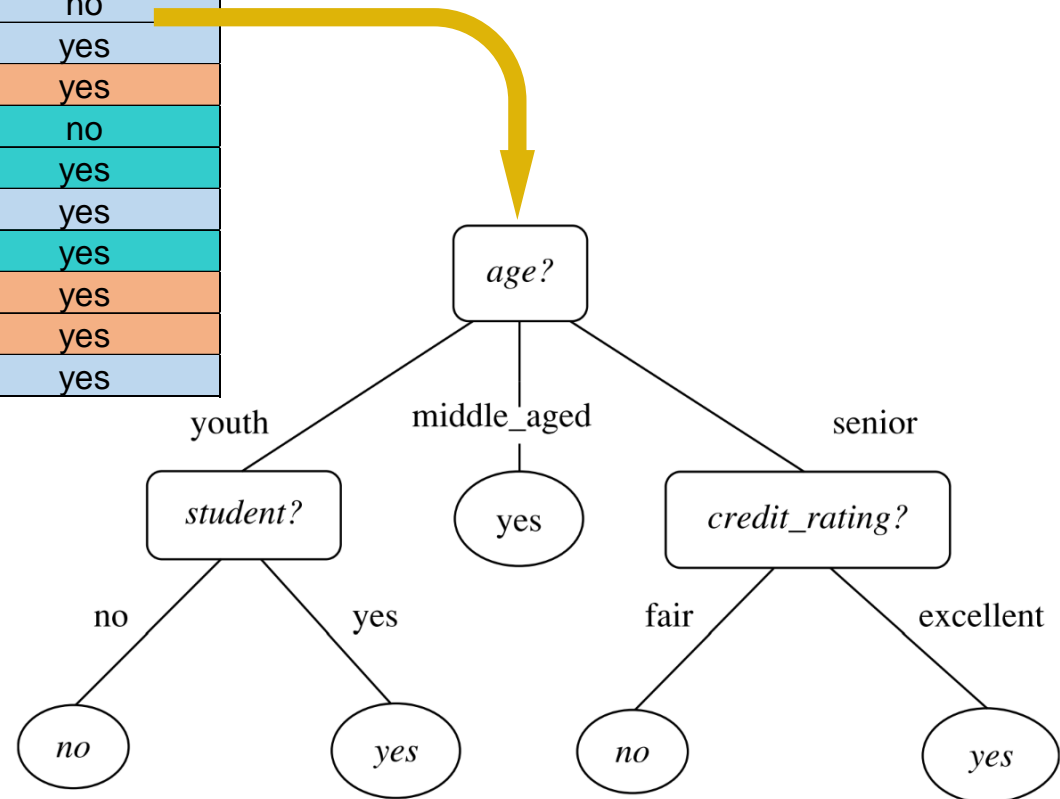 no
yes
yes
no
yes
yes
yes
yes
yes
yes
age?
youth
middle_aged
senior
student?
yes
credit_rating?
no
yes
fair
excellent
no
yes
no
yes